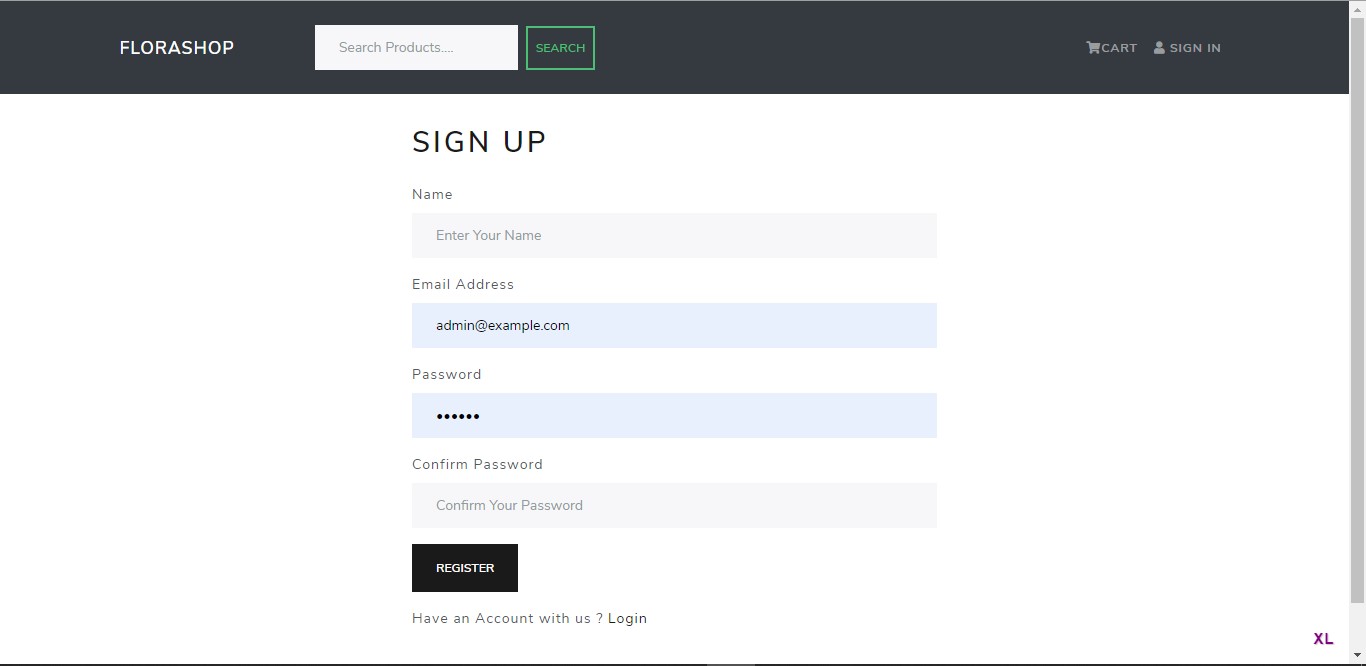 FLORASHOP Search Products.... SEARCH CART SIGN IN
SIGN UP
Name
Enter Your Name
Email Address
admin@example.com
Password
••••••
Confirm Password
Confirm Your Password
REGISTER
Have an Account with us ? Login
XL